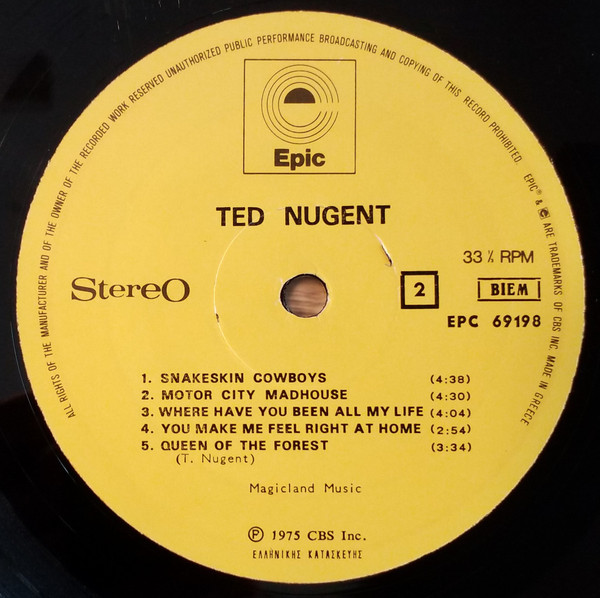 ALL RIGHTS OF THE MANUFACTURER AND OF THE OWNER OF THE RECORDED WORK RESERVED UNAUTHORIZED PUBLIC PERFORMANCE BROADCASTING AND COPYING OF THIS RECORD PROHIBITED. EPIC® & ARE TRADEMARKS OF CBS INC. MADE IN GREECE
Epic
TED NUGENT
Stereo
33 ⅓ RPM
2
BIEM
EPC 69198
1. SNAKESKIN COWBOYS (4:38)
2. MOTOR CITY MADHOUSE (4:30)
3. WHERE HAVE YOU BEEN ALL MY LIFE (4:04)
4. YOU MAKE ME FEEL RIGHT AT HOME (2:54)
5. QUEEN OF THE FOREST (3:34)
(T. Nugent)
Magicland Music
℗ 1975 CBS Inc.
ΕΛΛΗΝΙΚΗΣ ΚΑΤΑΣΚΕΥΗΣ